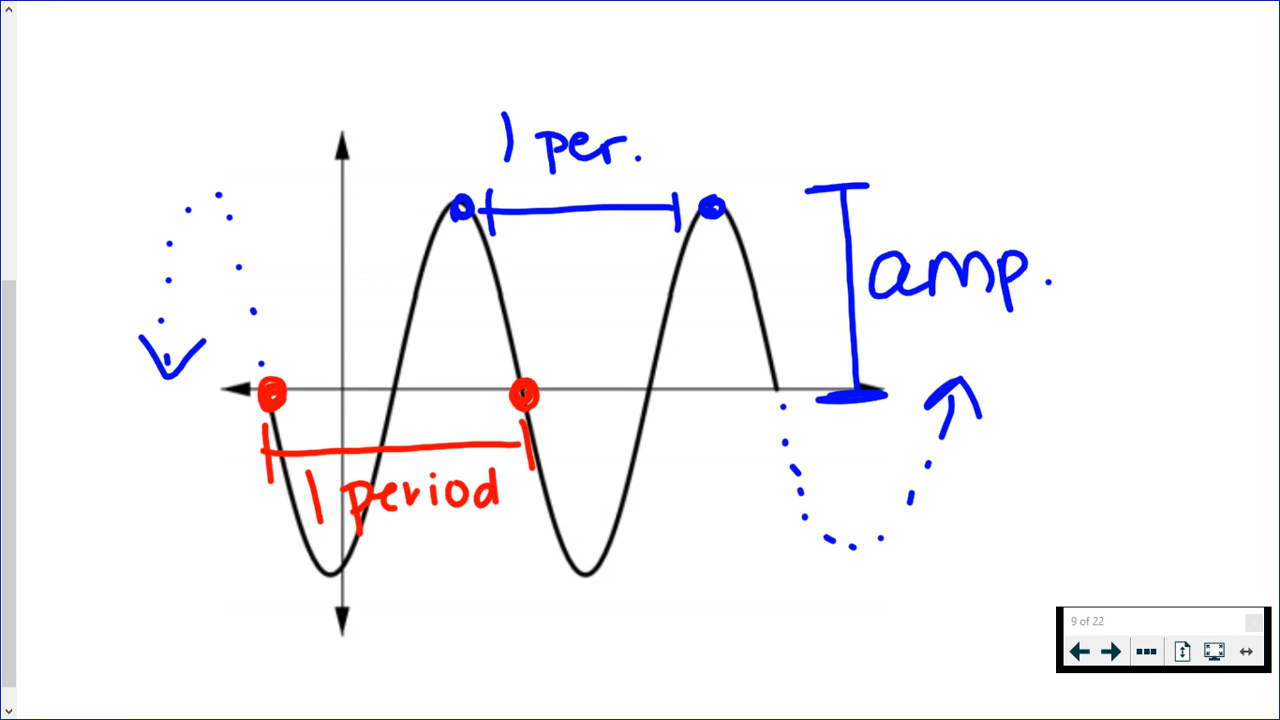 1 per.
amp.
1 period
9 of 22